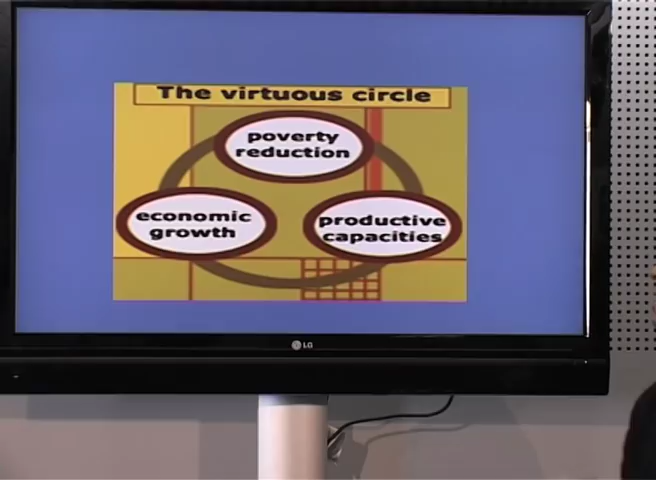 The virtuous circle
poverty
reduction
economic
growth
productive
capacities
LG